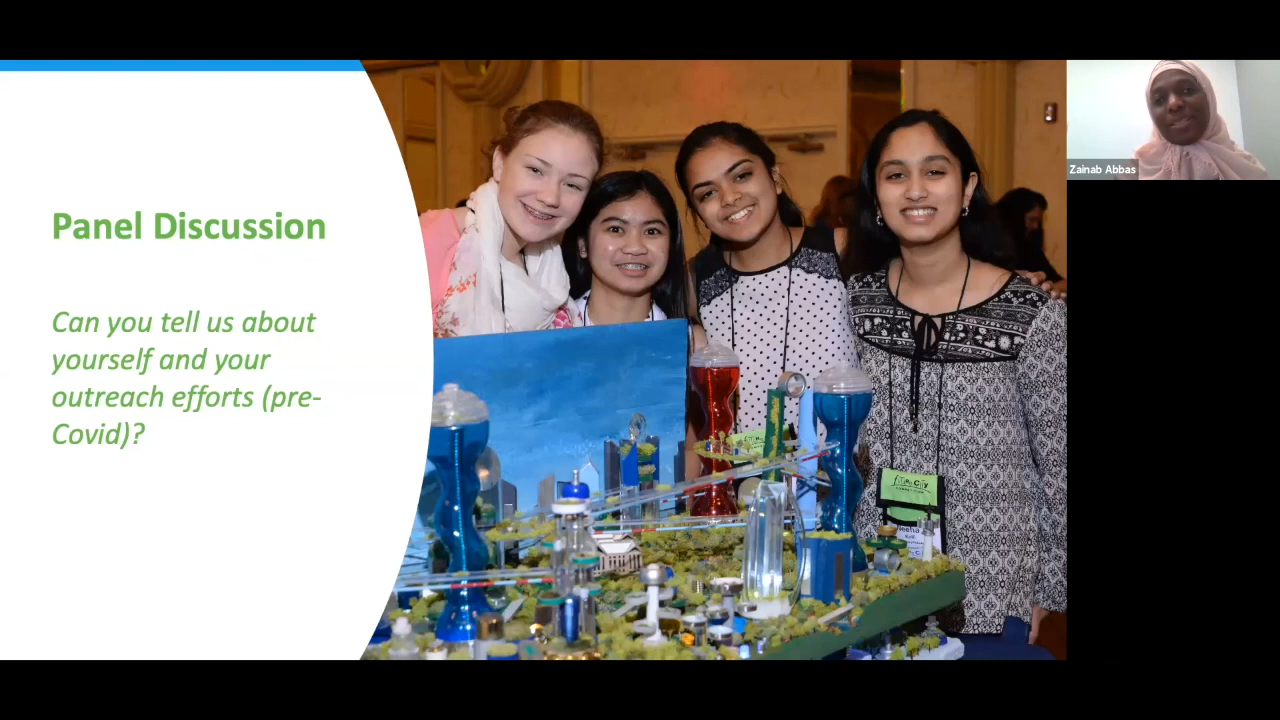 Panel Discussion
Can you tell us about
yourself and your
outreach efforts (pre-
Covid)?
Zainab Abbas